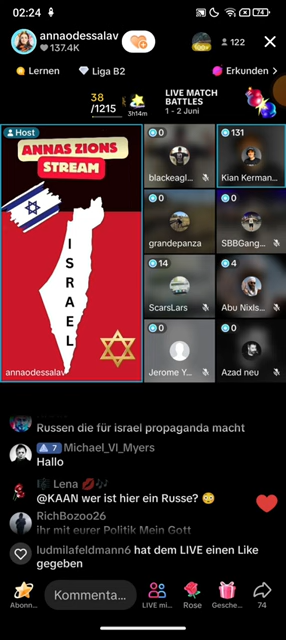 02:24
74
annaodessalav
137.4K
122
Lernen
Liga B2
Erkunden
38
/1215
3h14m
LIVE MATCH
BATTLES
1 - 2 Juni
Host
ANNAS ZIONS
STREAM
ISRAEL
annaodessalav
0
blackeagl...
131
Kian Kerman...
0
grandepanza
0
SBBGang...
14
ScarsLars
4
Abu Nixls...
0
Jerome Y...
0
Azad neu
Russen die für israel propaganda macht
7 Michael_VI_Myers
Hallo
Lena
@KAAN wer ist hier ein Russe?
RichBozoo26
ihr mit eurer Politik Mein Gott
ludmilafeldmann6 hat dem LIVE einen Like
gegeben
Abonn...
Kommenta...
LIVE mi...
Rose
Gesche...
74